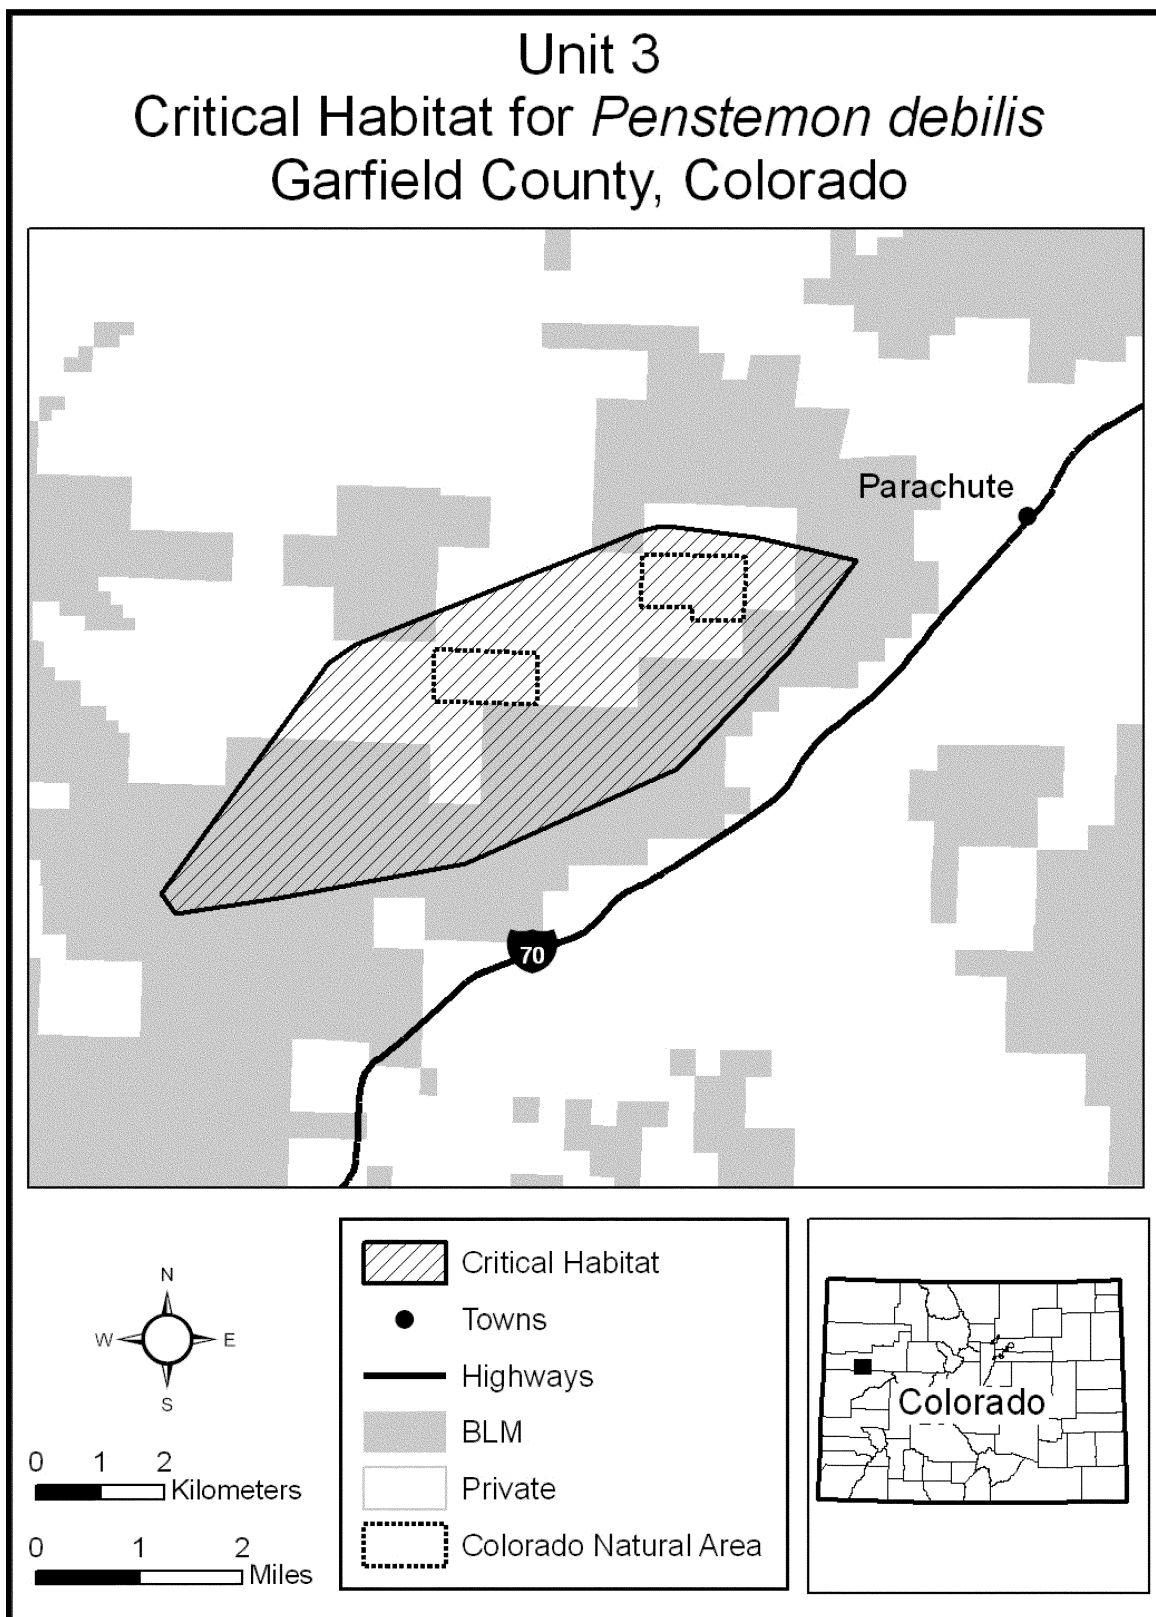 Unit 3
Critical Habitat for Penstemon debilis
Garfield County, Colorado
Parachute
70
N
W E
S
0 1 2
Kilometers
0 1 2
Miles
Critical Habitat
Towns
Highways
BLM
Private
Colorado Natural Area
Colorado